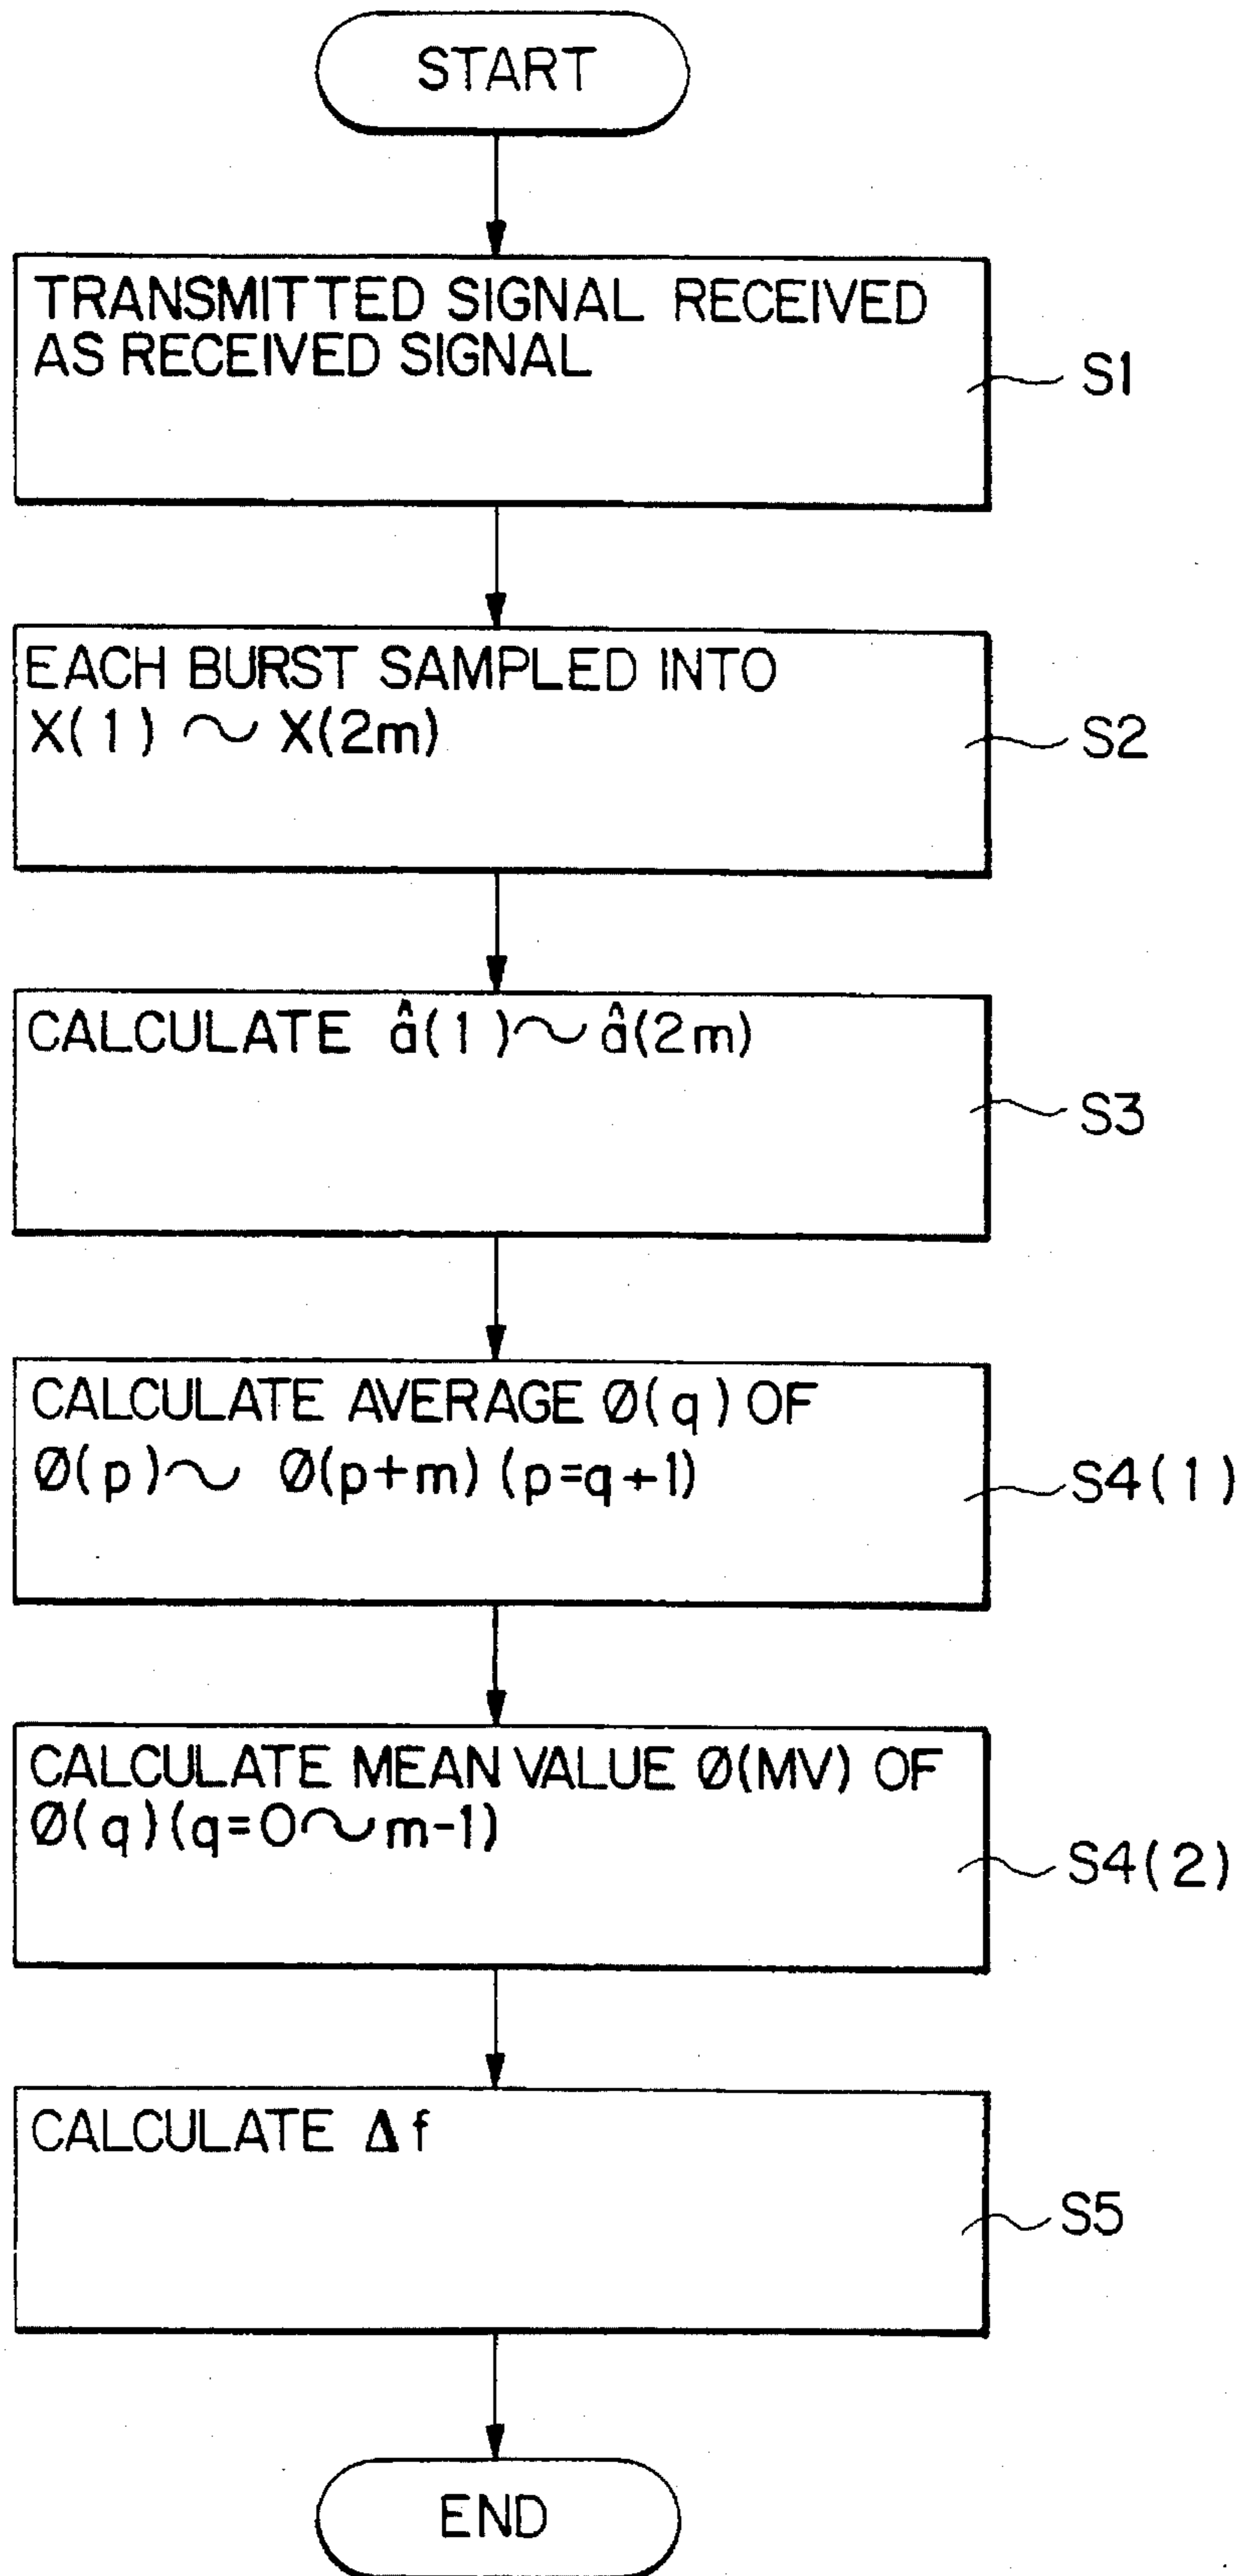 START
TRANSMITTED SIGNAL RECEIVED
AS RECEIVED SIGNAL
S1
EACH BURST SAMPLED INTO
X(1) ~ X(2m)
S2
CALCULATE â(1)~â(2m)
S3
CALCULATE AVERAGE Ø(q) OF
Ø(p)~ Ø(p+m) (p=q+1)
S4(1)
CALCULATE MEAN VALUE Ø(MV) OF
Ø(q)(q=0~m-1)
S4(2)
CALCULATE Δf
S5
END